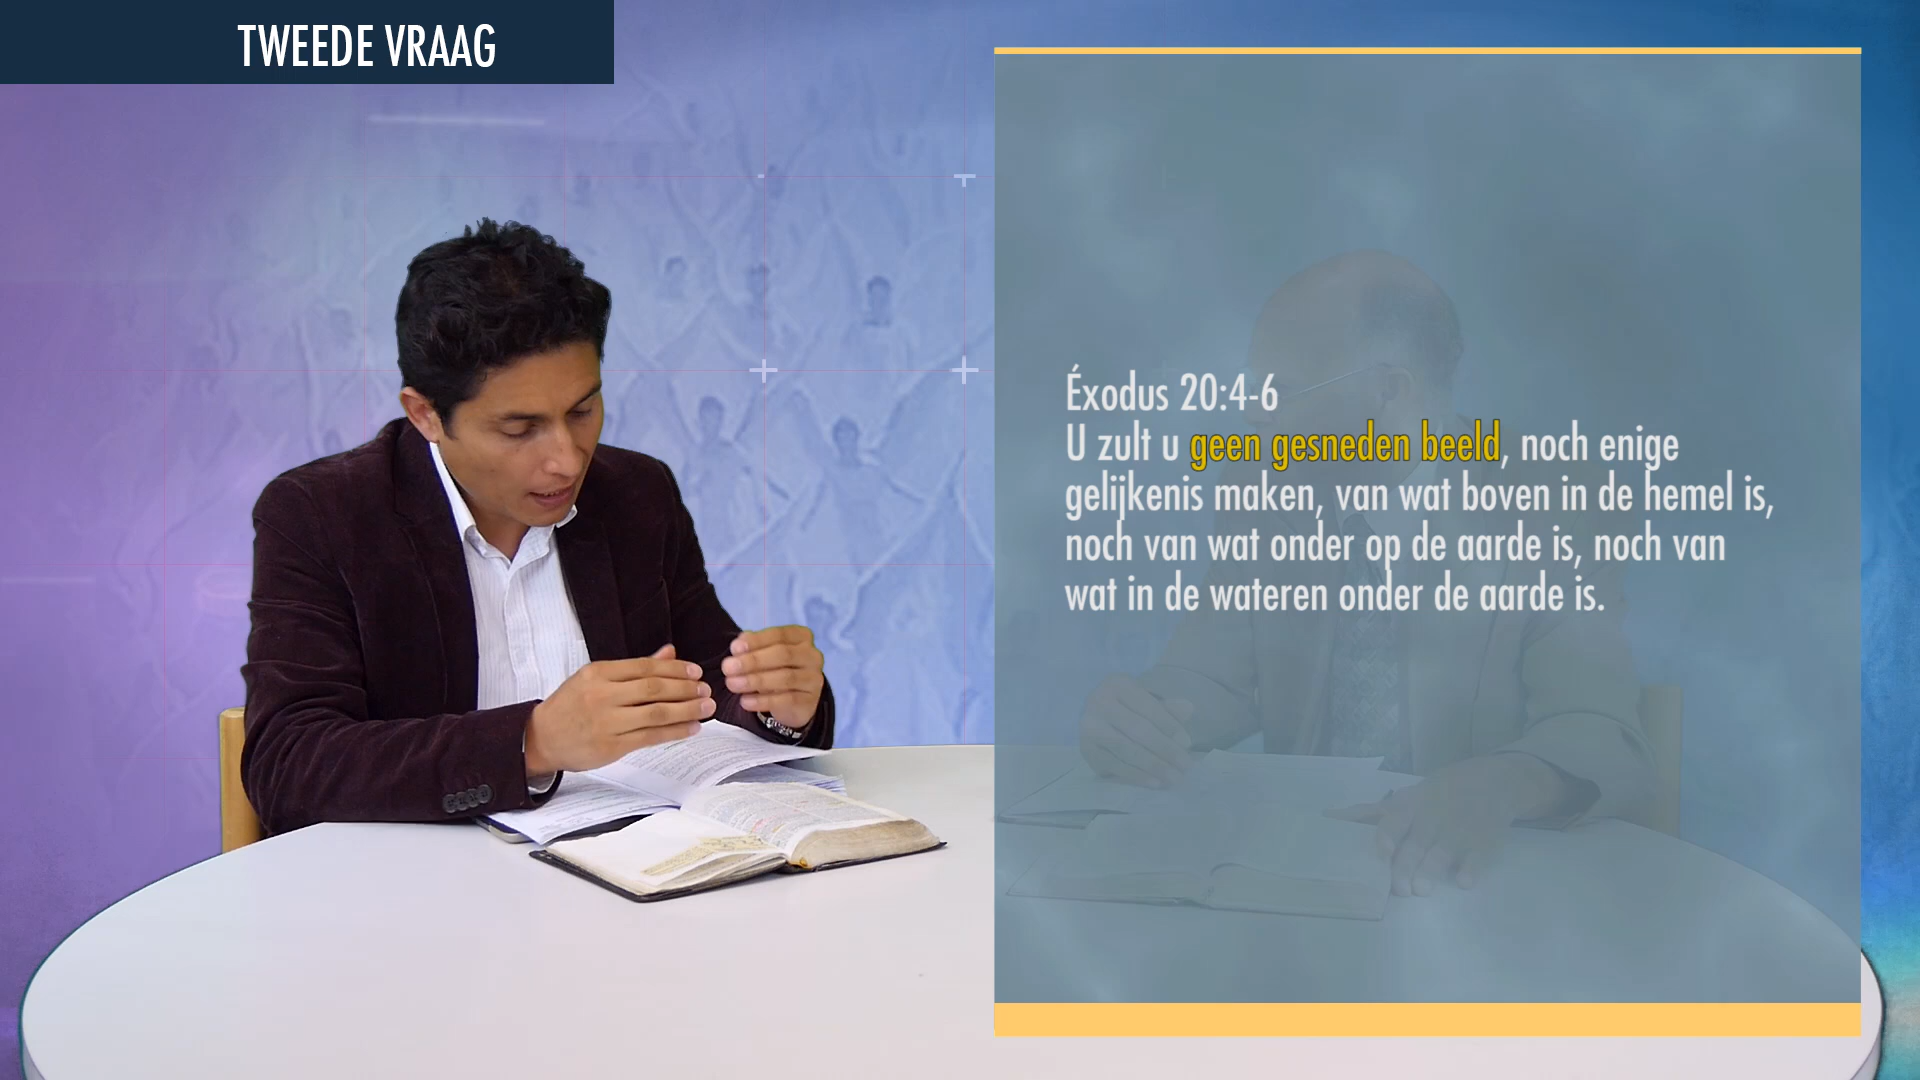 TWEEDE VRAAG
Éxodus 20:4-6
U zult u geen gesneden beeld, noch enige
gelijkenis maken, van wat boven in de hemel is,
noch van wat onder op de aarde is, noch van
wat in de wateren onder de aarde is.